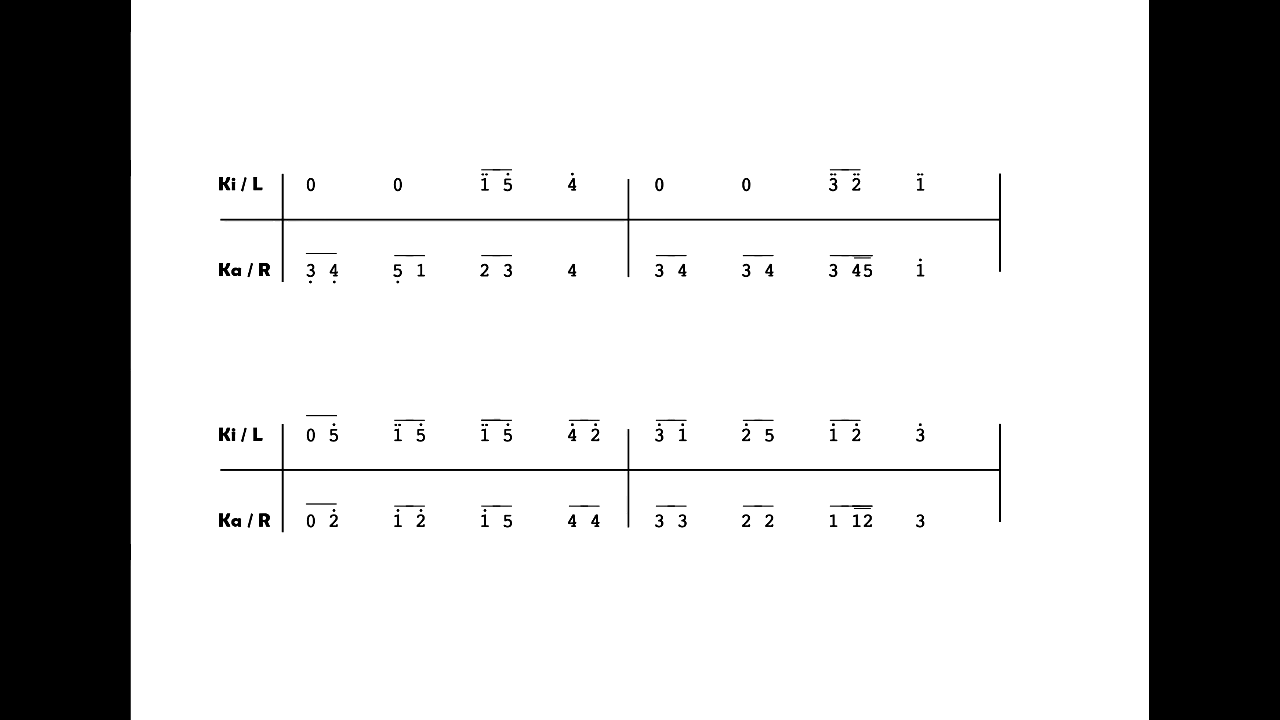 Ki / L 0 0 1̈ 5̇ 4̇ 0 0 3̈ 2̈ 1̈
Ka / R 3̣ 4̣ 5̣ 1 2 3 4 3 4 3 4 3 45 1̇
Ki / L 0 5̇ 1̈ 5̇ 1̈ 5̇ 4̇ 2̇ 3̇ 1̇ 2̇ 5 1̇ 2̇ 3̇
Ka / R 0 2̇ 1̇ 2̇ 1̇ 5 4 4 3 3 2 2 1 12 3